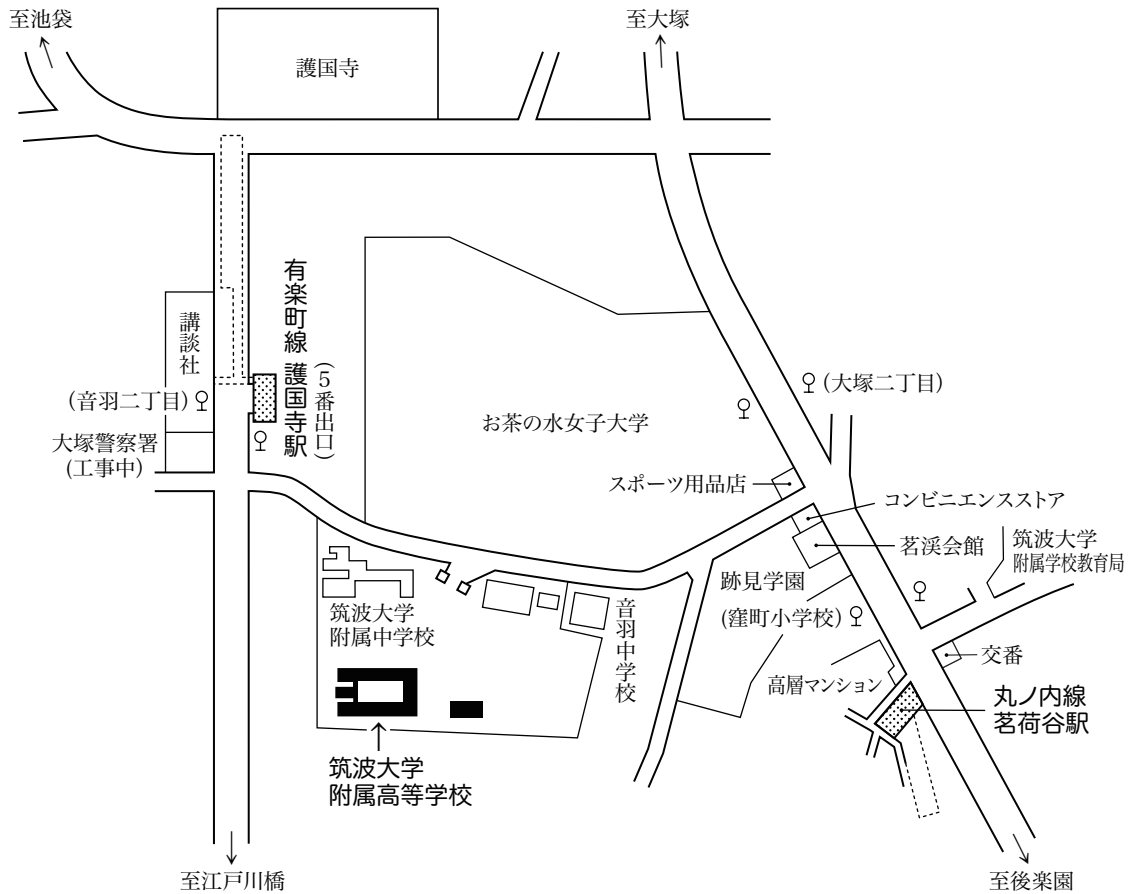 至池袋
至大塚
護国寺
有楽町線 護国寺駅
(5番出口)
講談社
(音羽二丁目)
大塚警察署
(工事中)
お茶の水女子大学
(大塚二丁目)
スポーツ用品店
コンビニエンスストア
茗渓会館
筑波大学
附属学校教育局
跡見学園
(窪町小学校)
音羽中学校
筑波大学
附属中学校
交番
高層マンション
丸ノ内線
茗荷谷駅
筑波大学
附属高等学校
至江戸川橋
至後楽園